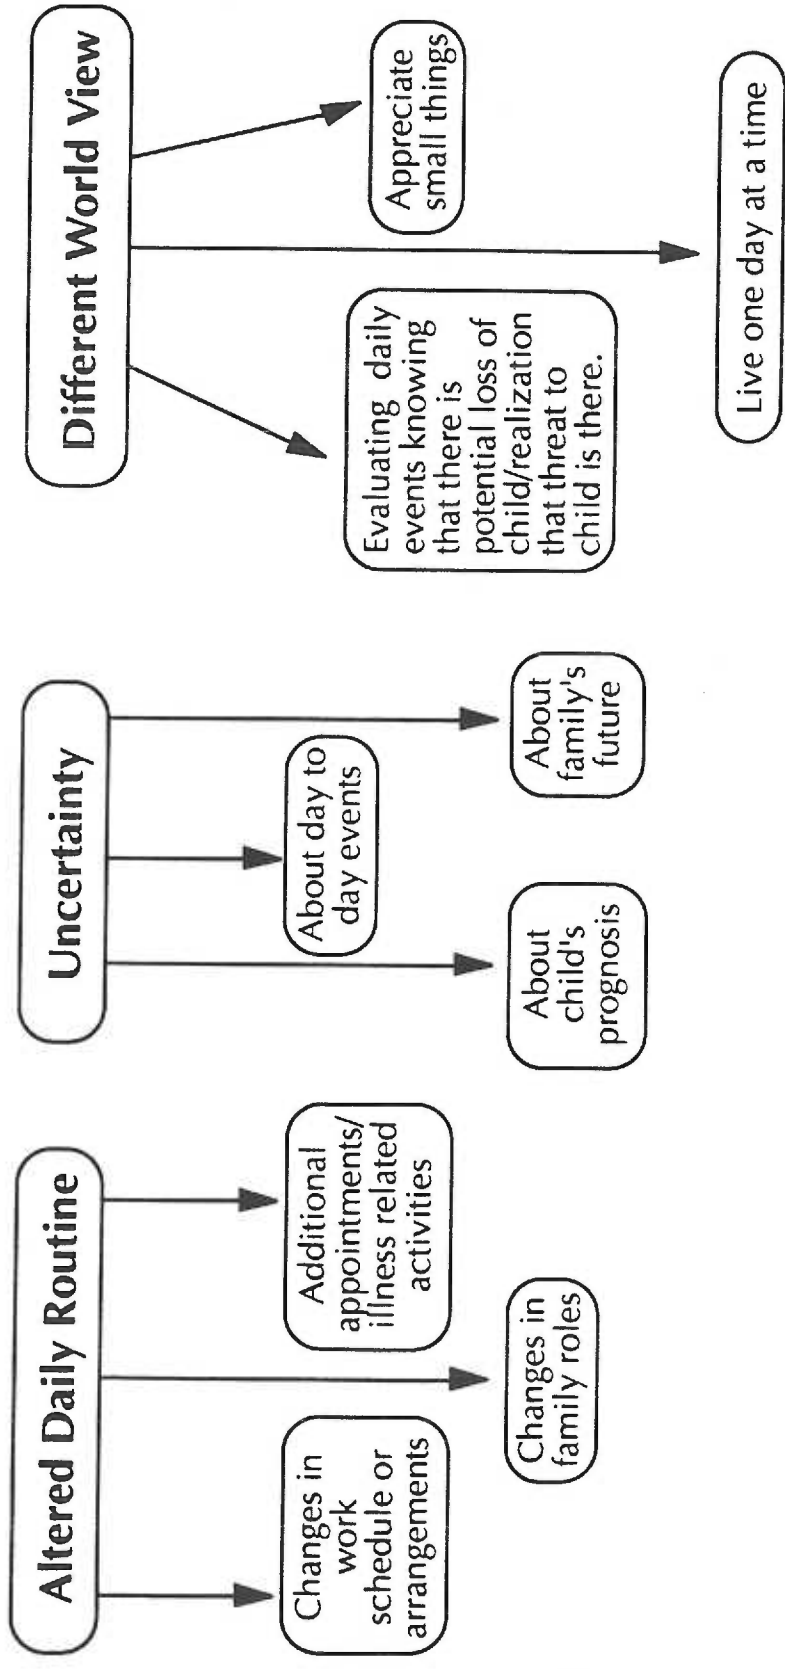 Altered Daily Routine
Changes in
work
schedule or
arrangements
Changes in
family roles
Additional
appointments/
illness related
activities
Uncertainty
About
child's
prognosis
About day to
day events
About
family's
future
Different World View
Evaluating daily
events knowing
that there is
potential loss of
child/realization
that threat to
child is there.
Live one day at a time
Appreciate
small things